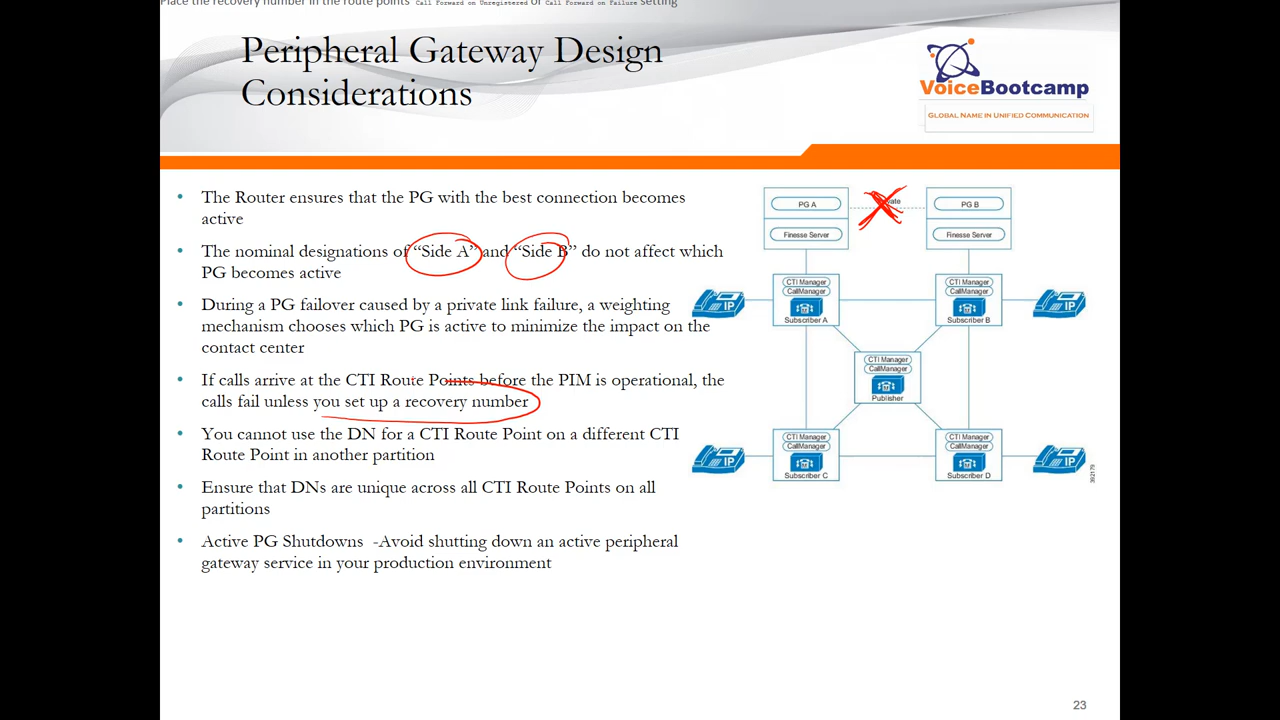 Place the recovery number in the route points Call Forward on Unregistered or Call Forward on Failure setting
Peripheral Gateway Design
Considerations
VoiceBootcamp
GLOBAL NAME IN UNIFIED COMMUNICATION
• The Router ensures that the PG with the best connection becomes
active
• The nominal designations of “Side A” and “Side B” do not affect which
PG becomes active
• During a PG failover caused by a private link failure, a weighting
mechanism chooses which PG is active to minimize the impact on the
contact center
• If calls arrive at the CTI Route Points before the PIM is operational, the
calls fail unless you set up a recovery number
• You cannot use the DN for a CTI Route Point on a different CTI
Route Point in another partition
• Ensure that DNs are unique across all CTI Route Points on all
partitions
• Active PG Shutdowns -Avoid shutting down an active peripheral
gateway service in your production environment
PG A
PG B
Finesse Server
Finesse Server
CTI Manager
CallManager
Subscriber A
IP
CTI Manager
CallManager
Subscriber B
IP
CTI Manager
CallManager
Publisher
CTI Manager
CallManager
Subscriber C
IP
CTI Manager
CallManager
Subscriber D
IP
392179
23